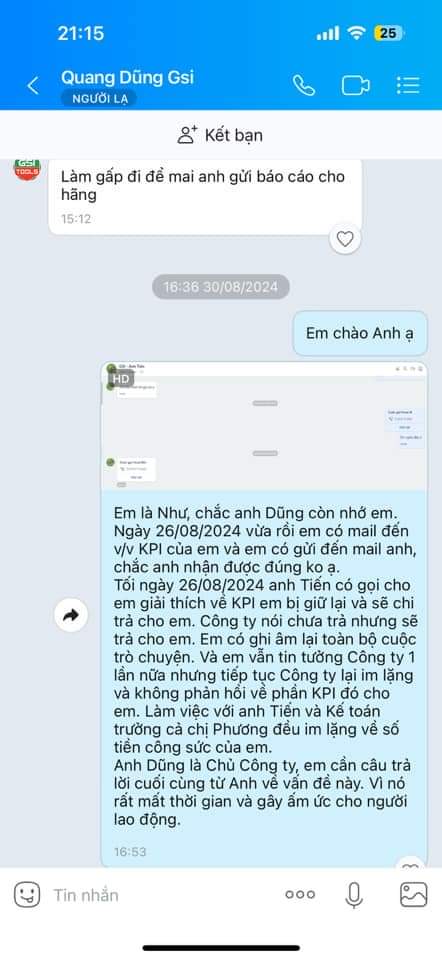 21:15
25
Quang Dũng Gsi
NGƯỜI LẠ
Kết bạn
GSI
TOOLS
Làm gấp đi để mai anh gửi báo cáo cho
hãng
15:12
16:36 30/08/2024
Em chào Anh ạ
HD
Em là Như, chắc anh Dũng còn nhớ em.
Ngày 26/08/2024 vừa rồi em có mail đến
v/v KPI của em và em có gửi đến mail anh,
chắc anh nhận được đúng ko ạ.
Tối ngày 26/08/2024 anh Tiến có gọi cho
em giải thích về KPI em bị giữ lại và sẽ chi
trả cho em. Công ty nói chưa trả nhưng sẽ
trả cho em. Em có ghi âm lại toàn bộ cuộc
trò chuyện. Và em vẫn tin tưởng Công ty 1
lần nữa nhưng tiếp tục Công ty lại im lặng
và không phản hồi về phần KPI đó cho
em. Làm việc với anh Tiến và Kế toán
trưởng cả chị Phương đều im lặng về số
tiền công sức của em.
Anh Dũng là Chủ Công ty, em cần câu trả
lời cuối cùng từ Anh về vấn đề này. Vì nó
rất mất thời gian và gây ấm ức cho người
lao động.
16:53
Tin nhắn